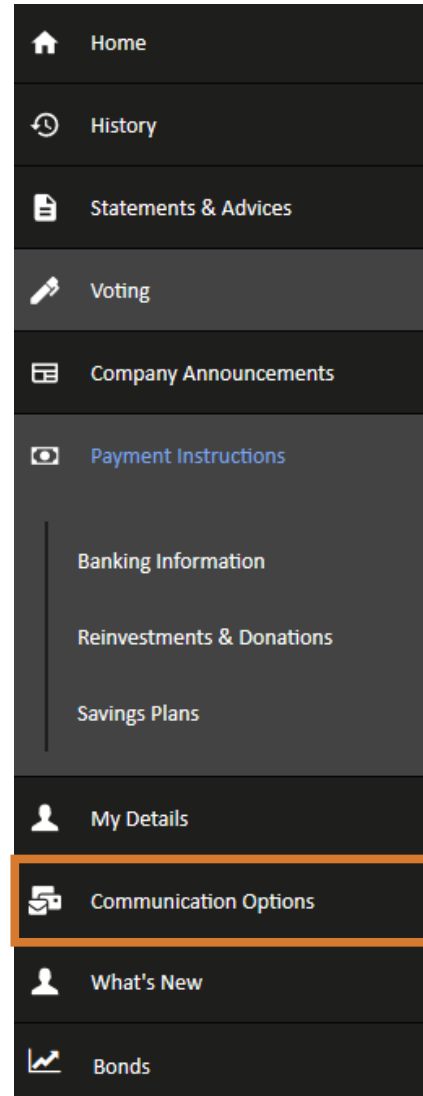 Home
History
Statements & Advices
Voting
Company Announcements
Payment Instructions
Banking Information
Reinvestments & Donations
Savings Plans
My Details
Communication Options
What's New
Bonds